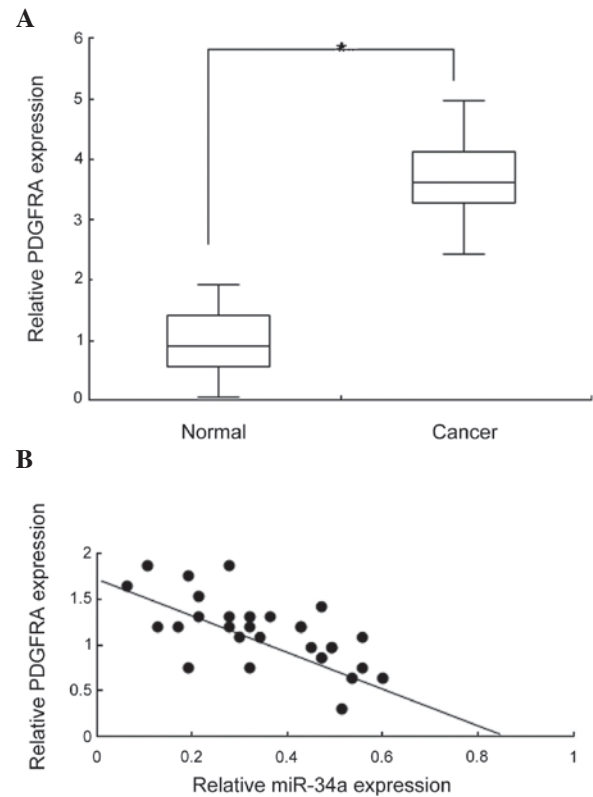 A
Relative PDGFRA expression
6
5
4
3
2
1
0
*
Normal
Cancer
B
Relative PDGFRA expression
2
1.5
1
0.5
0
0
0.2
0.4
0.6
0.8
1
Relative miR-34a expression